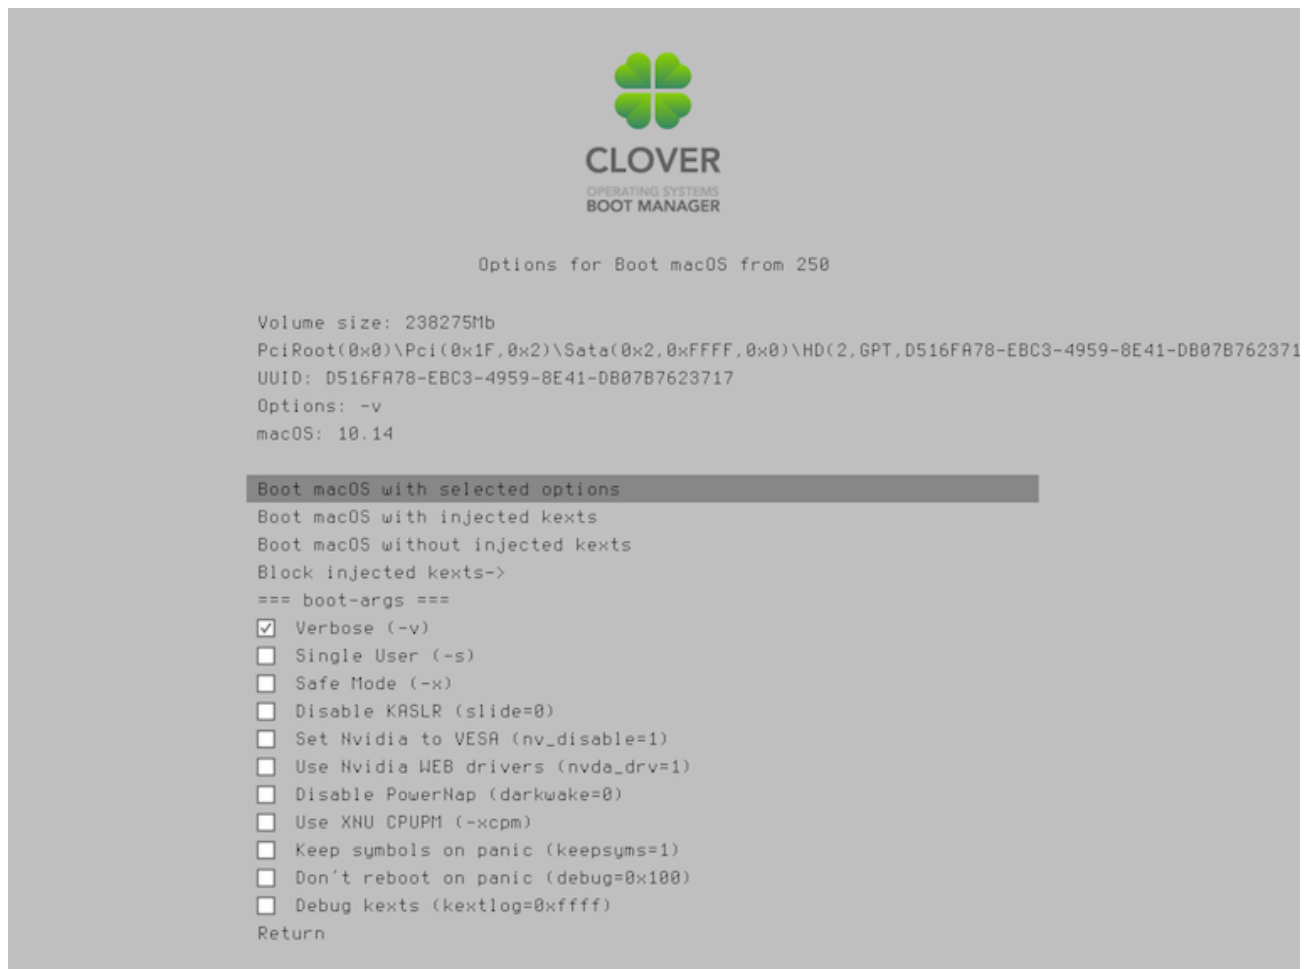 CLOVER
OPERATING SYSTEMS
BOOT MANAGER
Options for Boot macOS from 250
Volume size: 238275Mb
PciRoot(0x0)\Pci(0x1F,0x2)\Sata(0x2,0xFFFF,0x0)\HD(2,GPT,D516FA78-EBC3-4959-8E41-DB07B762371
UUID: D516FA78-EBC3-4959-8E41-DB07B7623717
Options: -v
macOS: 10.14
Boot macOS with selected options
Boot macOS with injected kexts
Boot macOS without injected kexts
Block injected kexts->
=== boot-args ===
Verbose (-v)
Single User (-s)
Safe Mode (-x)
Disable KASLR (slide=0)
Set Nvidia to VESA (nv_disable=1)
Use Nvidia WEB drivers (nvda_drv=1)
Disable PowerNap (darkwake=0)
Use XNU CPUPM (-xcpm)
Keep symbols on panic (keepsyms=1)
Don't reboot on panic (debug=0x100)
Debug kexts (kextlog=0xffff)
Return